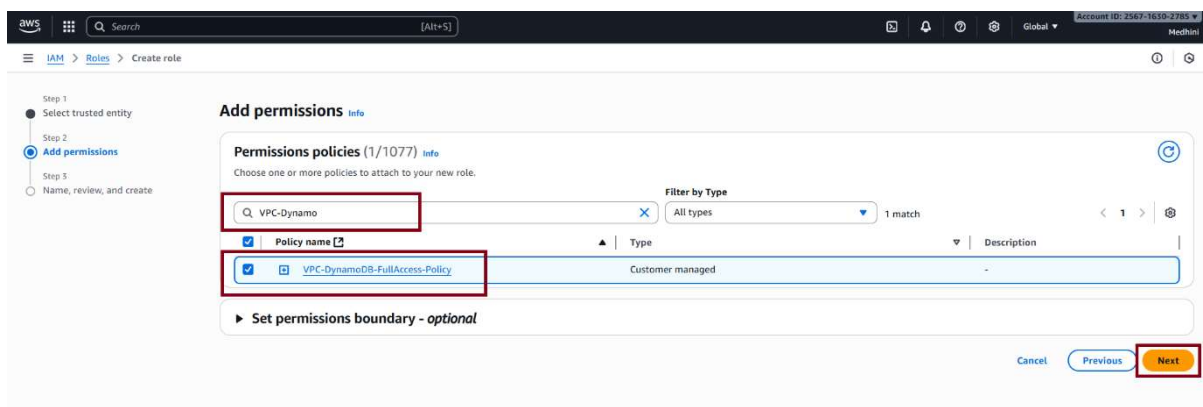 aws
Search
[Alt+S]
Global
Account ID: 2567-1630-2785
Medhini
IAM > Roles > Create role
Step 1
Select trusted entity
Step 2
Add permissions
Step 3
Name, review, and create
Add permissions Info
Permissions policies (1/1077) Info
Choose one or more policies to attach to your new role.
Filter by Type
VPC-Dynamo
All types
1 match
< 1 >
Policy name
Type
Description
VPC-DynamoDB-FullAccess-Policy
Customer managed
-
Set permissions boundary - optional
Cancel
Previous
Next